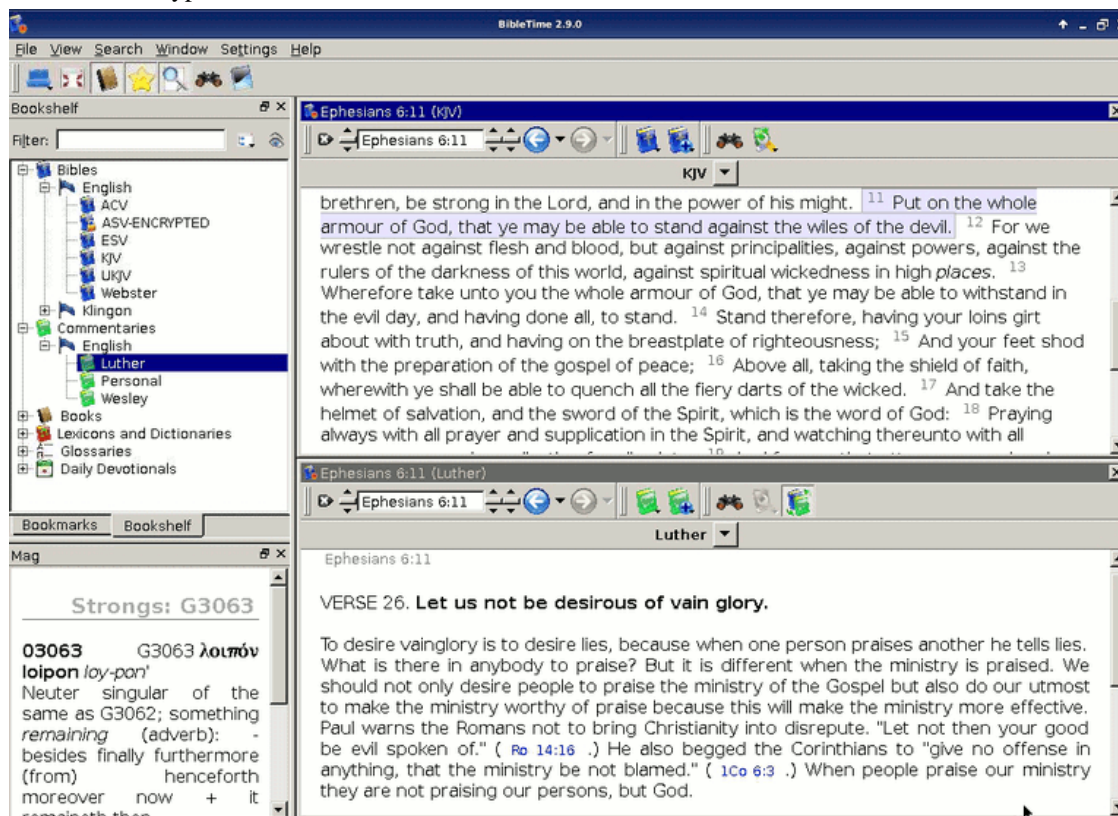 BibleTime 2.9.0
File View Search Window Settings Help
Bookshelf
Filter:
Bibles
English
ACV
ASV-ENCRYPTED
ESV
KJV
UKJV
Webster
Klingon
Commentaries
English
Luther
Personal
Wesley
Books
Lexicons and Dictionaries
Glossaries
Daily Devotionals
Bookmarks Bookshelf
Mag
Strongs: G3063
03063 G3063 λοιπόν
loipon loy-pon'
Neuter singular of the
same as G3062; something
remaining (adverb): -
besides finally furthermore
(from) henceforth
moreover now + it
remaineth then
Ephesians 6:11 (KJV)
Ephesians 6:11
KJV
brethren, be strong in the Lord, and in the power of his might. 11 Put on the whole
armour of God, that ye may be able to stand against the wiles of the devil. 12 For we
wrestle not against flesh and blood, but against principalities, against powers, against the
rulers of the darkness of this world, against spiritual wickedness in high places. 13
Wherefore take unto you the whole armour of God, that ye may be able to withstand in
the evil day, and having done all, to stand. 14 Stand therefore, having your loins girt
about with truth, and having on the breastplate of righteousness; 15 And your feet shod
with the preparation of the gospel of peace; 16 Above all, taking the shield of faith,
wherewith ye shall be able to quench all the fiery darts of the wicked. 17 And take the
helmet of salvation, and the sword of the Spirit, which is the word of God: 18 Praying
always with all prayer and supplication in the Spirit, and watching thereunto with all
Ephesians 6:11 (Luther)
Ephesians 6:11
Luther
Ephesians 6:11
VERSE 26. Let us not be desirous of vain glory.
To desire vainglory is to desire lies, because when one person praises another he tells lies.
What is there in anybody to praise? But it is different when the ministry is praised. We
should not only desire people to praise the ministry of the Gospel but also do our utmost
to make the ministry worthy of praise because this will make the ministry more effective.
Paul warns the Romans not to bring Christianity into disrepute. "Let not then your good
be evil spoken of." ( Ro 14:16 .) He also begged the Corinthians to "give no offense in
anything, that the ministry be not blamed." ( 1Co 6:3 .) When people praise our ministry
they are not praising our persons, but God.